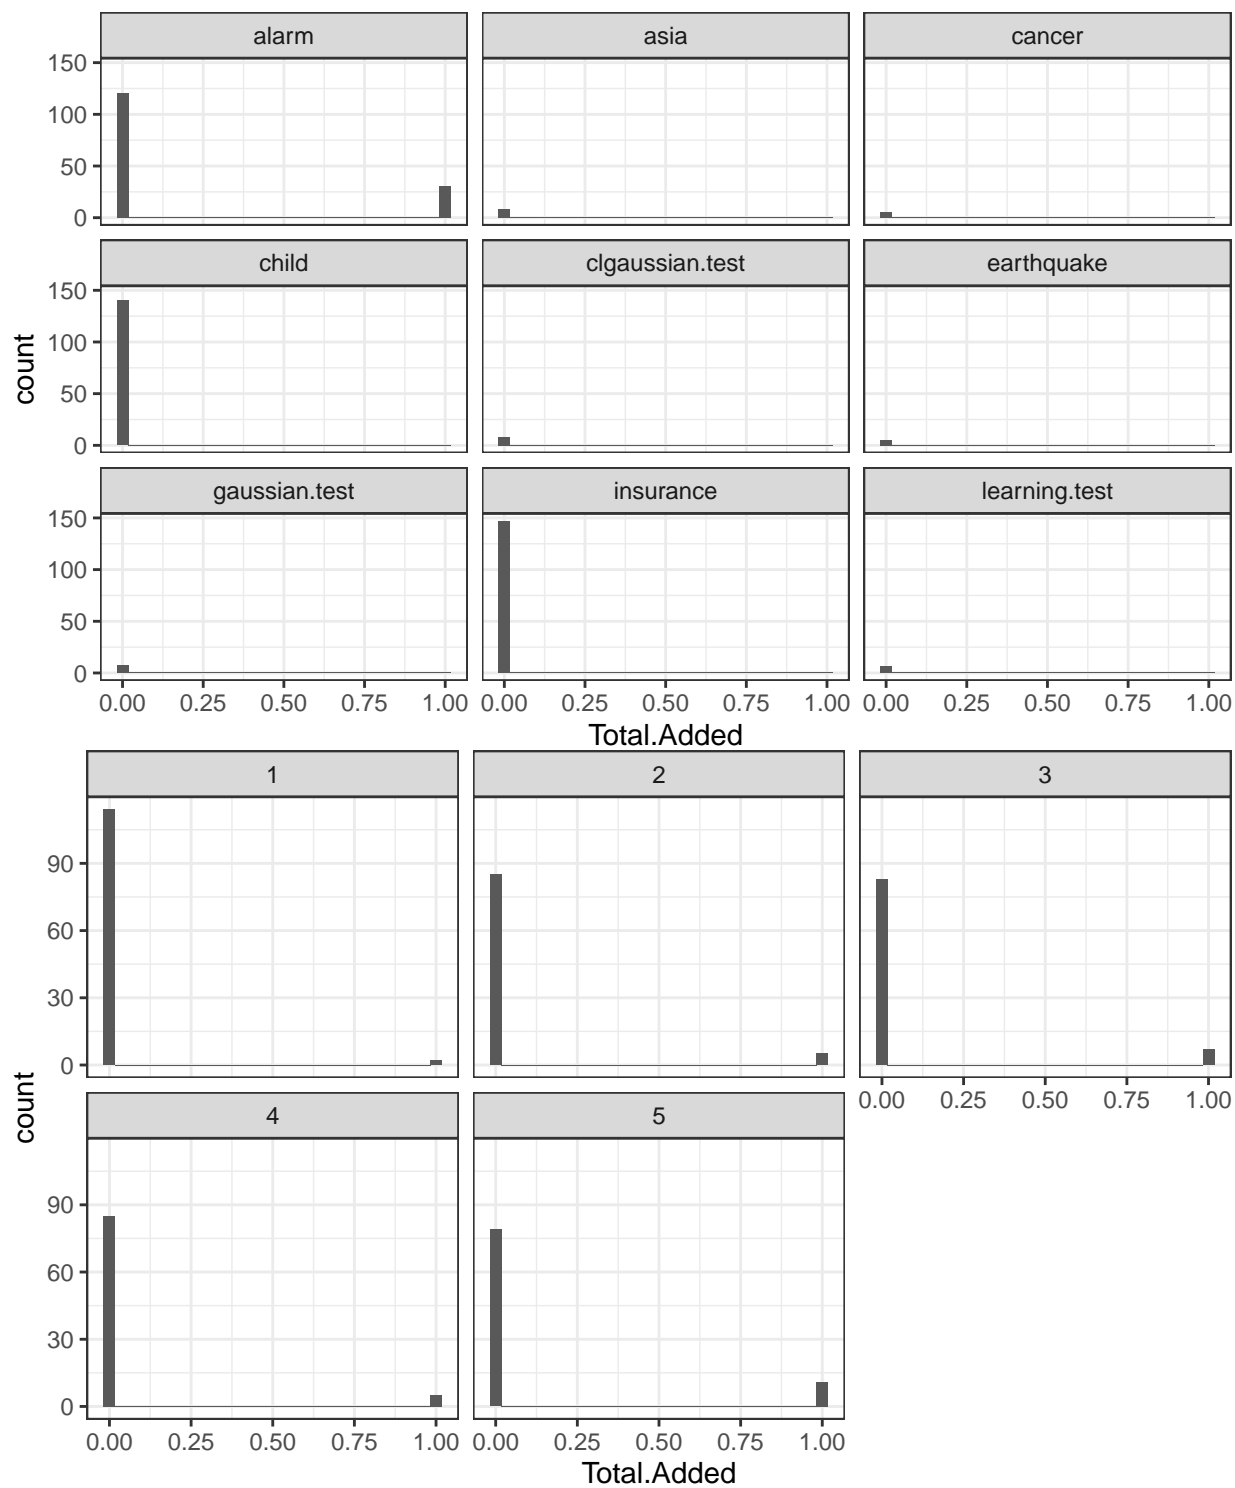 alarm asia cancer
150
100
50
0
child clgaussian.test earthquake
150
100
50
0
count
gaussian.test insurance learning.test
150
100
50
0
0.00 0.25 0.50 0.75 1.00 0.00 0.25 0.50 0.75 1.00 0.00 0.25 0.50 0.75 1.00
Total.Added
1 2 3
90
60
30
0
0.00 0.25 0.50 0.75 1.00
count
4 5
90
60
30
0
0.00 0.25 0.50 0.75 1.00 0.00 0.25 0.50 0.75 1.00
Total.Added